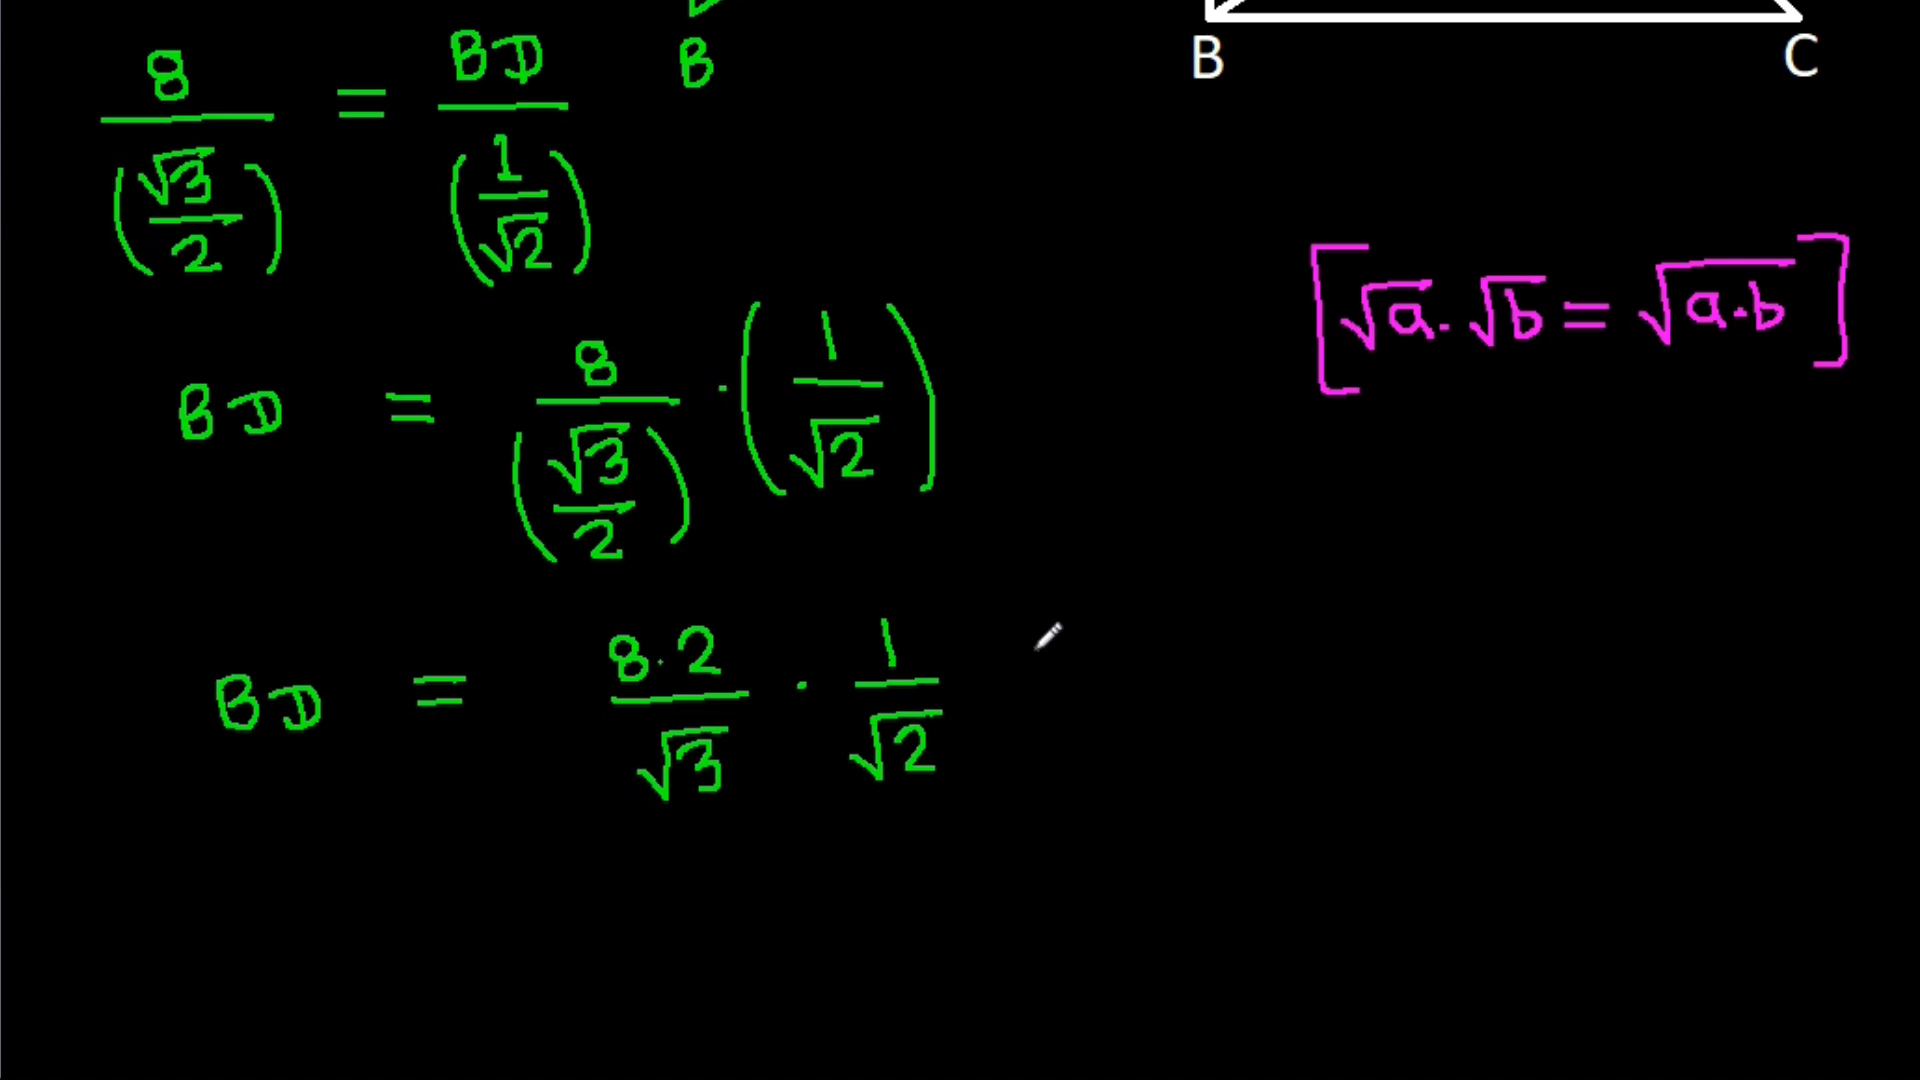 8/(√3/2) = BD/(1/√2)
B
B
C
[√a . √b = √a.b]
BD = 8/(√3/2) · (1/√2)
BD = 8·2/√3 · 1/√2